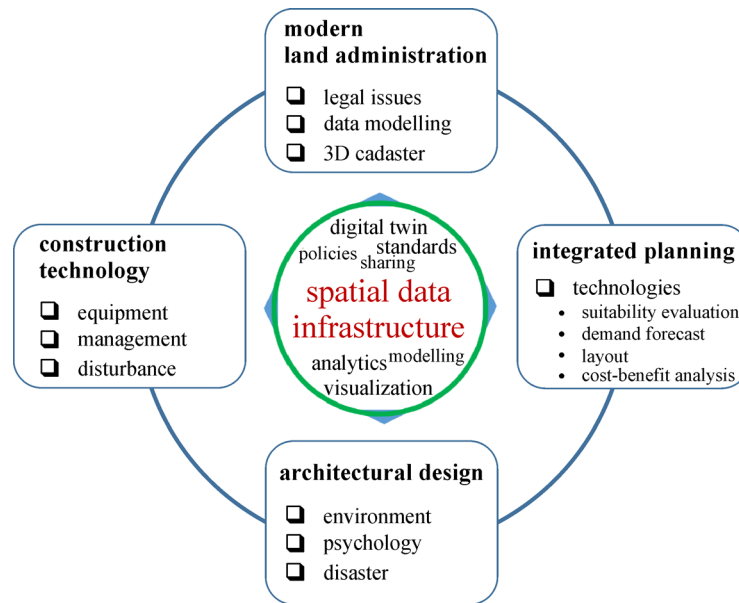 modern
land administration
❑ legal issues
❑ data modelling
❑ 3D cadaster
construction
technology
❑ equipment
❑ management
❑ disturbance
digital twin
policies standards
sharing
spatial data
infrastructure
analytics modelling
visualization
integrated planning
❑ technologies
• suitability evaluation
• demand forecast
• layout
• cost-benefit analysis
architectural design
❑ environment
❑ psychology
❑ disaster